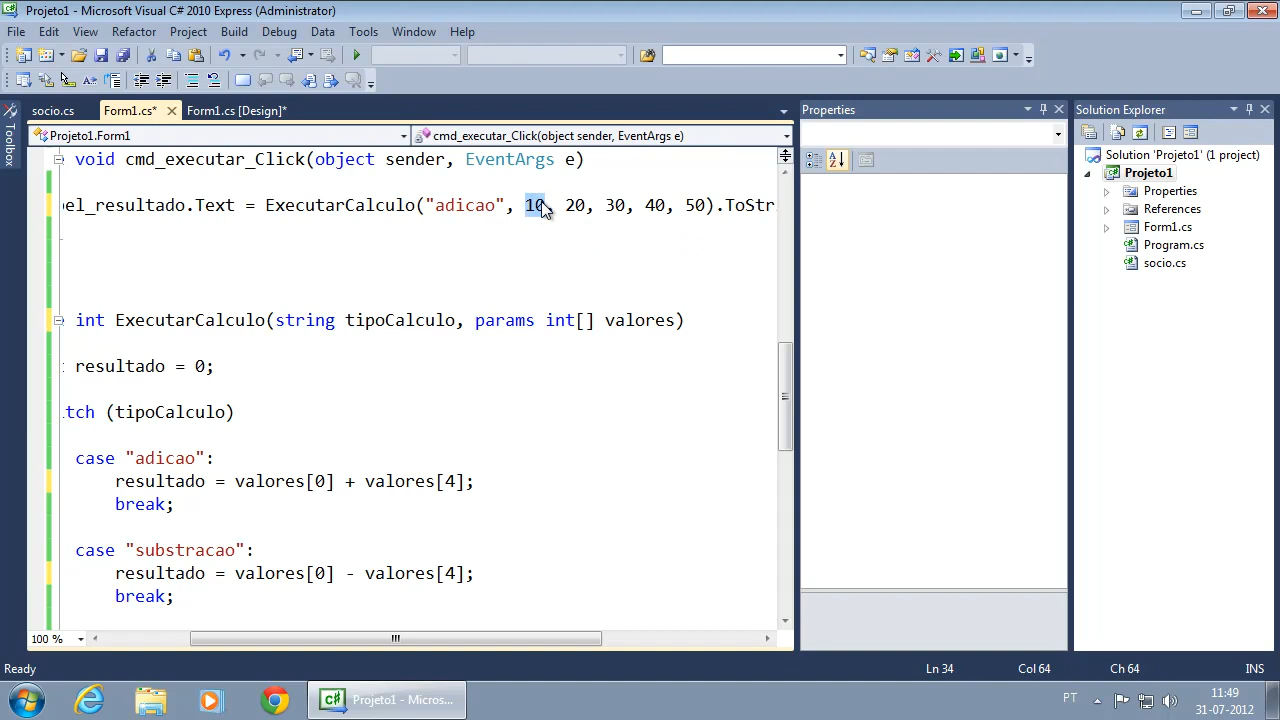 Projeto1 - Microsoft Visual C# 2010 Express (Administrator)
File Edit View Refactor Project Build Debug Data Tools Window Help
socio.cs Form1.cs* Form1.cs [Design]*
Projeto1.Form1 cmd_executar_Click(object sender, EventArgs e)
void cmd_executar_Click(object sender, EventArgs e)
el_resultado.Text = ExecutarCalculo("adicao", 10, 20, 30, 40, 50).ToStr
int ExecutarCalculo(string tipoCalculo, params int[] valores)
resultado = 0;
tch (tipoCalculo)
case "adicao":
resultado = valores[0] + valores[4];
break;
case "substracao":
resultado = valores[0] - valores[4];
break;
100 %
Toolbox
Properties
Solution Explorer
Solution 'Projeto1' (1 project)
Projeto1
Properties
References
Form1.cs
Program.cs
socio.cs
Ready Ln 34 Col 64 Ch 64 INS
Projeto1 - Micros...
PT
11:49
31-07-2012